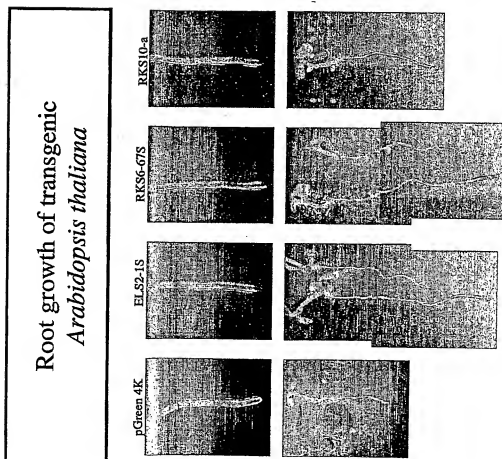 Root growth of transgenic
Arabidopsis thaliana
pGreen 4K
ELS2-1S
RKS6-67S
RKS10-a